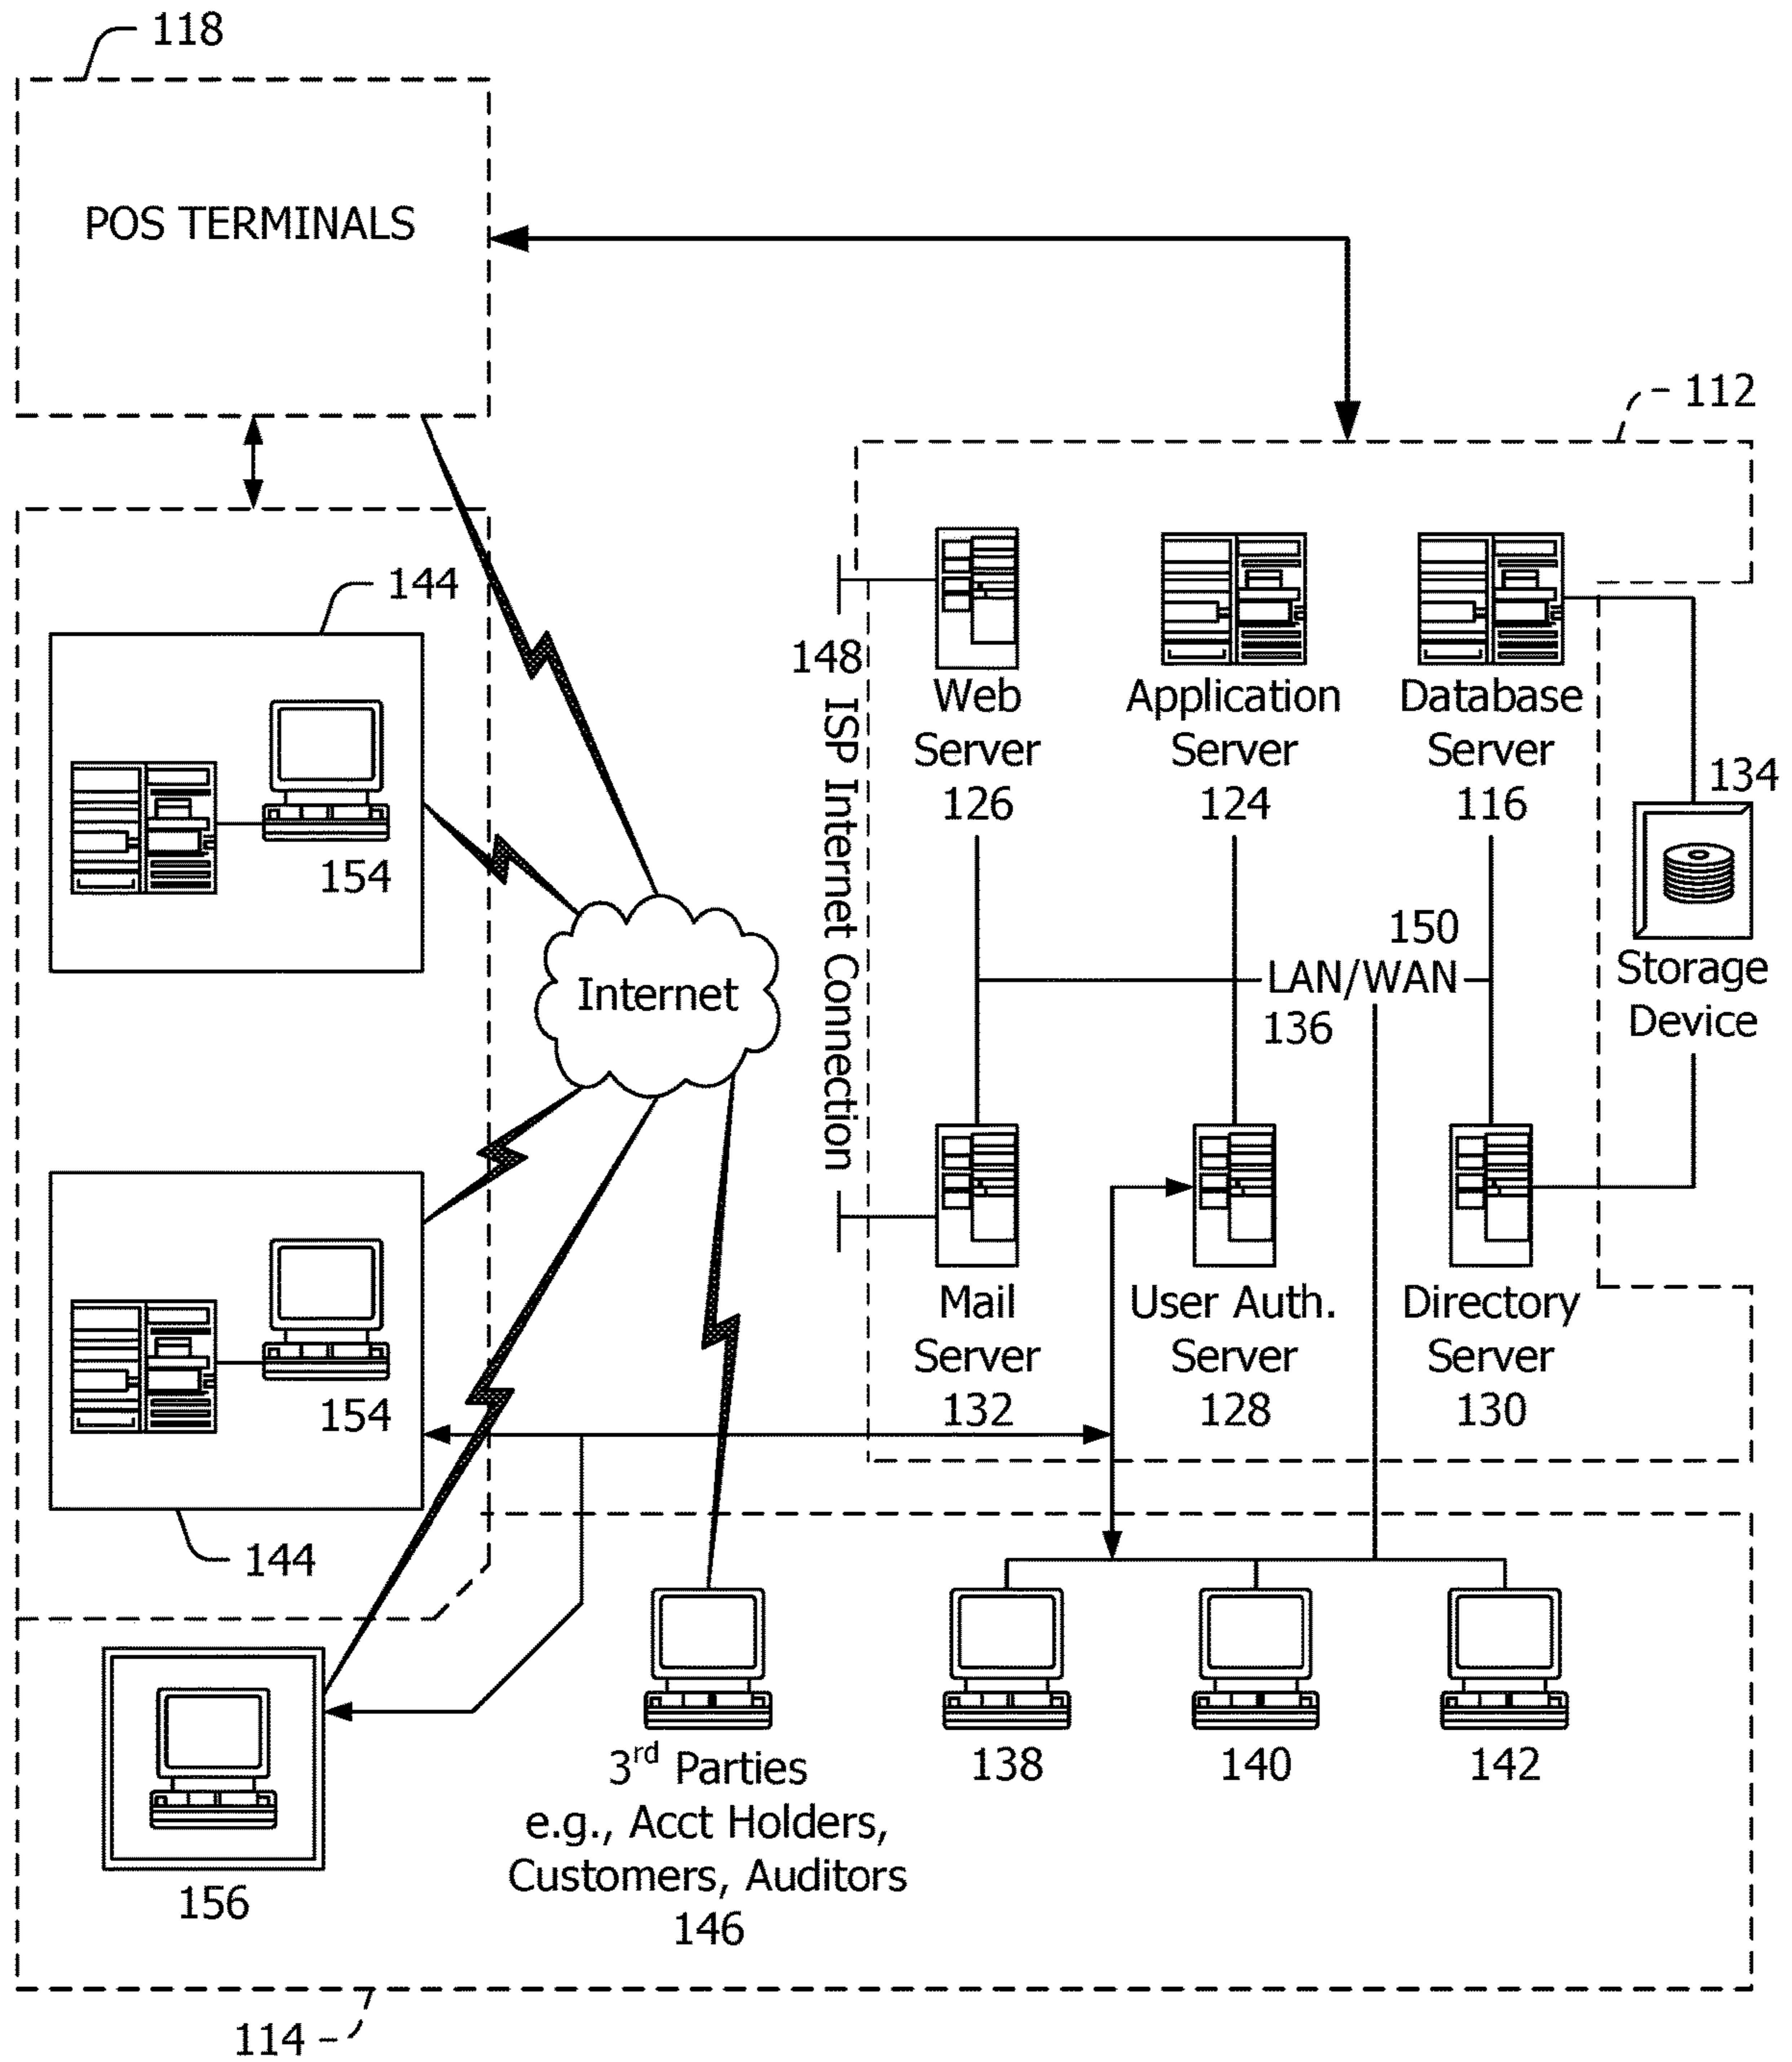 118
POS TERMINALS
112
144
154
148
ISP Internet Connection
Web
Server
126
Application
Server
124
Database
Server
116
134
Storage
Device
150
LAN/WAN
136
Internet
154
144
Mail
Server
132
User Auth.
Server
128
Directory
Server
130
156
3rd Parties
e.g., Acct Holders,
Customers, Auditors
146
138
140
142
114